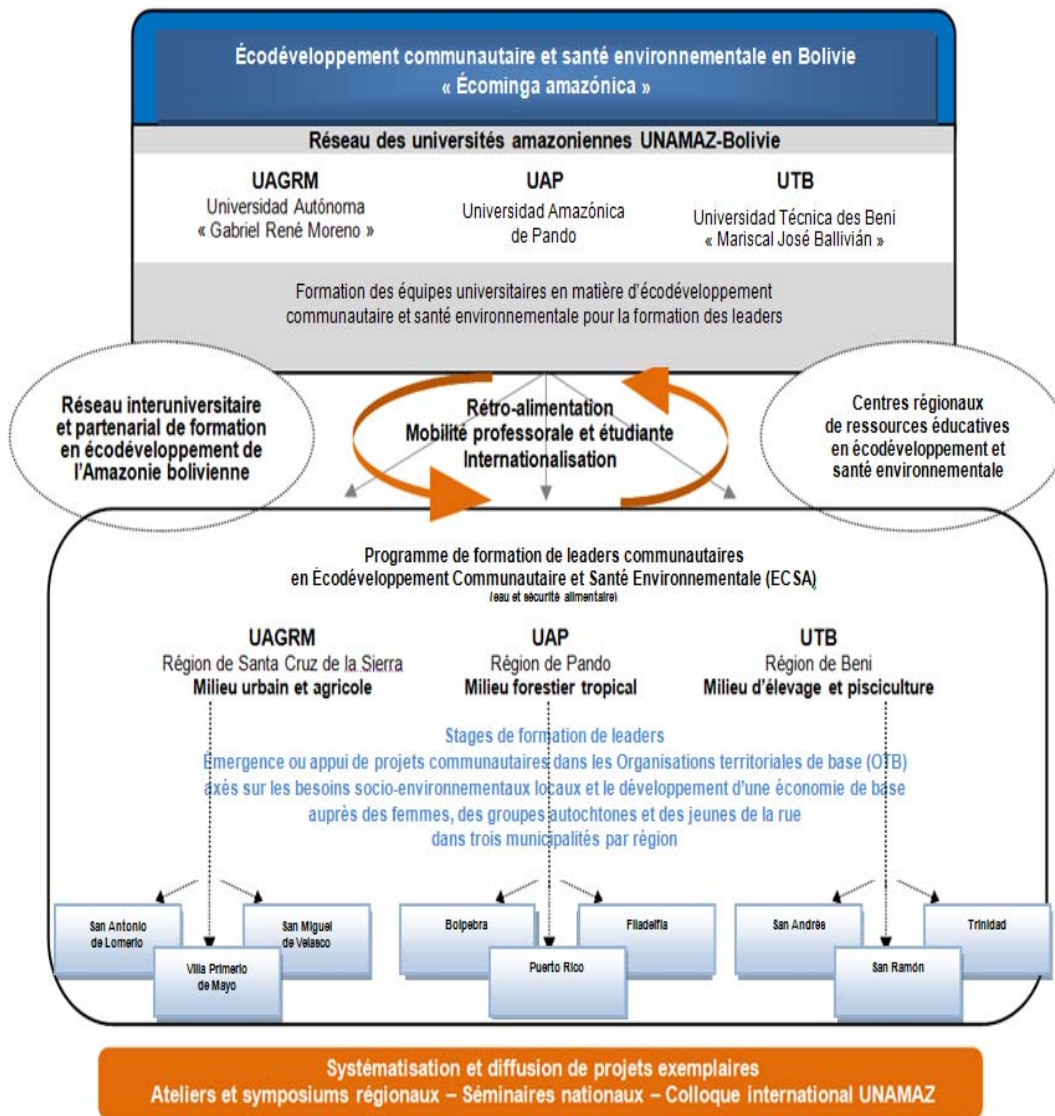 Écodéveloppement communautaire et santé environnementale en Bolivie
« Écominga amazónica »
Réseau des universités amazoniennes UNAMAZ-Bolivie
UAGRM
Universidad Autónoma
« Gabriel René Moreno »
UAP
Universidad Amazónica
de Pando
UTB
Universidad Técnica des Beni
« Mariscal José Ballivián »
Formation des équipes universitaires en matière d'écodéveloppement
communautaire et santé environnementale pour la formation des leaders
Réseau interuniversitaire
et partenarial de formation
en écodéveloppement de
l'Amazonie bolivienne
Rétro-alimentation
Mobilité professorale et étudiante
Internationalisation
Centres régionaux
de ressources éducatives
en écodéveloppement et
santé environnementale
Programme de formation de leaders communautaires
en Écodéveloppement Communautaire et Santé Environnementale (ECSA)
(eau et sécurité alimentaire)
UAGRM
Région de Santa Cruz de la Sierra
Milieu urbain et agricole
UAP
Région de Pando
Milieu forestier tropical
UTB
Région de Beni
Milieu d'élevage et pisciculture
Stages de formation de leaders
Émergence ou appui de projets communautaires dans les Organisations territoriales de base (OTB)
axés sur les besoins socio-environnementaux locaux et le développement d'une économie de base
auprès des femmes, des groupes autochtones et des jeunes de la rue
dans trois municipalités par région
San Antonio
de Lomerio
Villa Primerio
de Mayo
San Miguel
de Velasco
Bolpebra
Puerto Rico
Filadelfia
San Andrés
San Ramón
Trinidad
Systématisation et diffusion de projets exemplaires
Ateliers et symposiums régionaux – Séminaires nationaux – Colloque international UNAMAZ